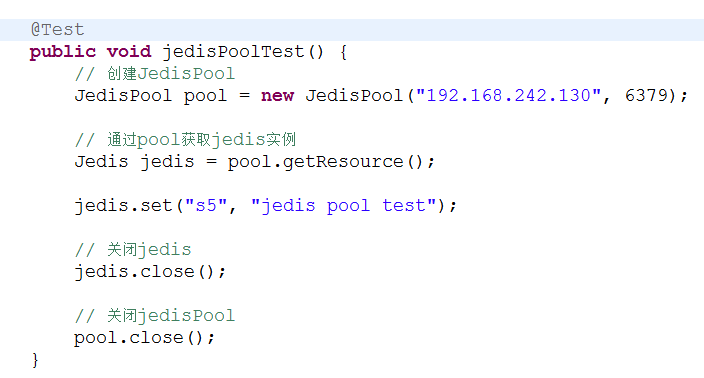 @Test
public void jedisPoolTest() {
// 创建JedisPool
JedisPool pool = new JedisPool("192.168.242.130", 6379);
// 通过pool获取jedis实例
Jedis jedis = pool.getResource();
jedis.set("s5", "jedis pool test");
// 关闭jedis
jedis.close();
// 关闭jedisPool
pool.close();
}